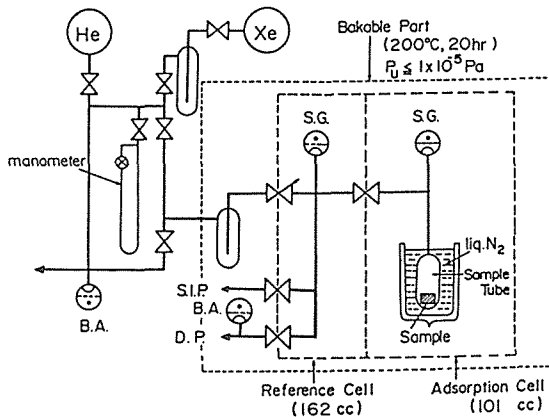 He
Xe
Bakable Part
(200°C, 20hr)
Pu ≤ 1x10⁻⁵ Pa
S.G.
S.G.
manometer
liq.N₂
Sample
Tube
Sample
S.I.P.
B.A.
D.P.
B.A.
Reference Cell
(162 cc)
Adsorption Cell
(101 cc)